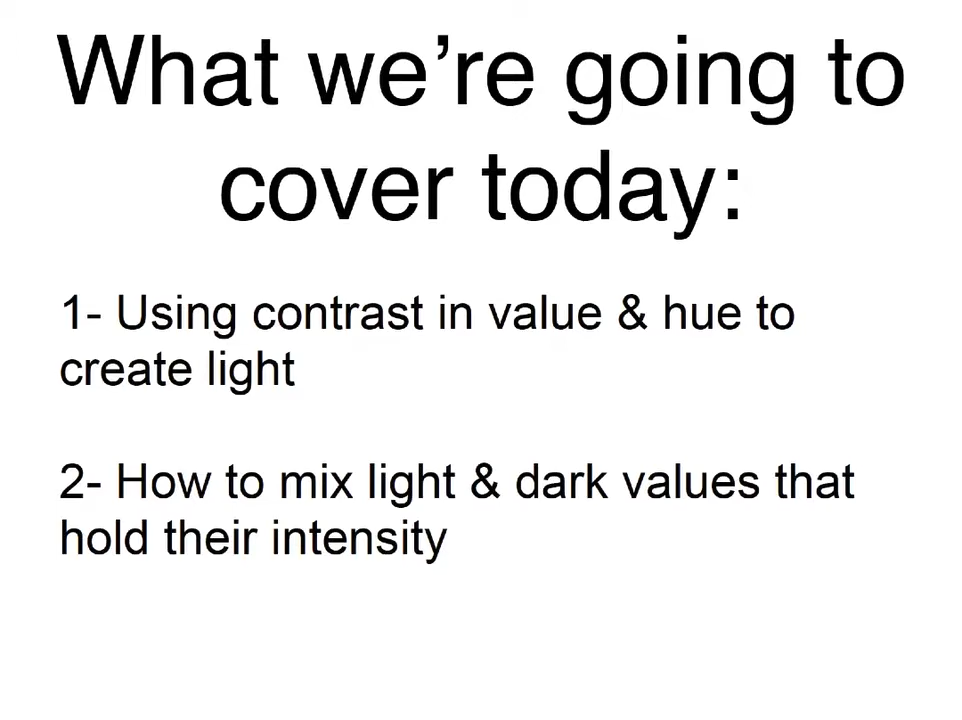 What we’re going to
cover today:
1- Using contrast in value & hue to
create light
2- How to mix light & dark values that
hold their intensity